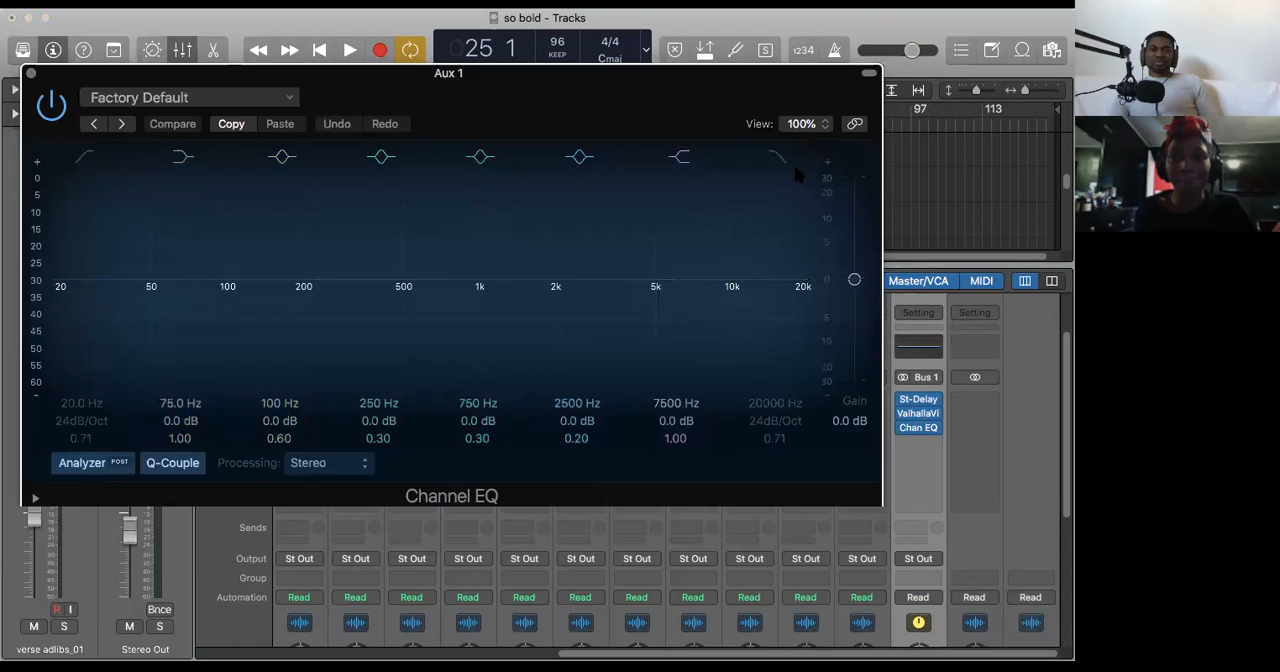 so bold - Tracks
25 1
96
KEEP
4/4
Cmaj
S
1234
Aux 1
Factory Default
Compare
Copy
Paste
Undo
Redo
View:
100%
97
113
+
0
5
10
15
20
25
30
35
40
45
50
55
60
-
20
50
100
200
500
1k
2k
5k
10k
20k
+
30
20
10
5
0
5
10
20
30
-
20.0 Hz
75.0 Hz
100 Hz
250 Hz
750 Hz
2500 Hz
7500 Hz
20000 Hz
Gain
24dB/Oct
0.0 dB
0.0 dB
0.0 dB
0.0 dB
0.0 dB
0.0 dB
24dB/Oct
0.0 dB
0.71
1.00
0.60
0.30
0.30
0.20
1.00
0.71
Analyzer POST
Q-Couple
Processing:
Stereo
Channel EQ
Master/VCA
MIDI
Setting
Setting
Bus 1
St-Delay
ValhallaVi
Chan EQ
Sends
Output
St Out
St Out
St Out
St Out
St Out
St Out
St Out
St Out
St Out
St Out
St Out
St Out
Group
Automation
Read
Read
Read
Read
Read
Read
Read
Read
Read
Read
Read
Read
Read
Read
R I
Bnce
M
S
M
S
verse adlibs_01
Stereo Out